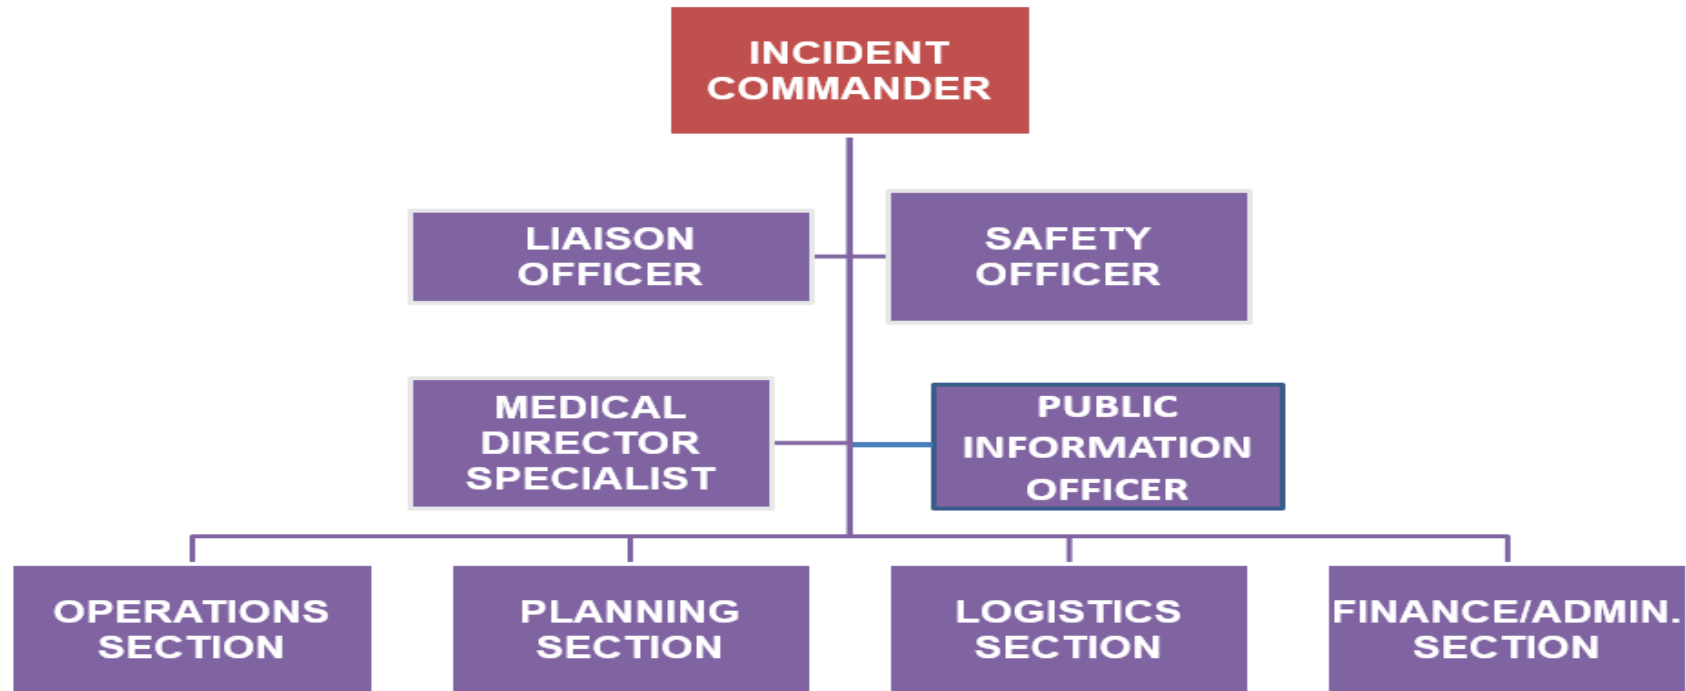 INCIDENT
COMMANDER
LIAISON
OFFICER
SAFETY
OFFICER
MEDICAL
DIRECTOR
SPECIALIST
PUBLIC
INFORMATION
OFFICER
OPERATIONS
SECTION
PLANNING
SECTION
LOGISTICS
SECTION
FINANCE/ADMIN.
SECTION